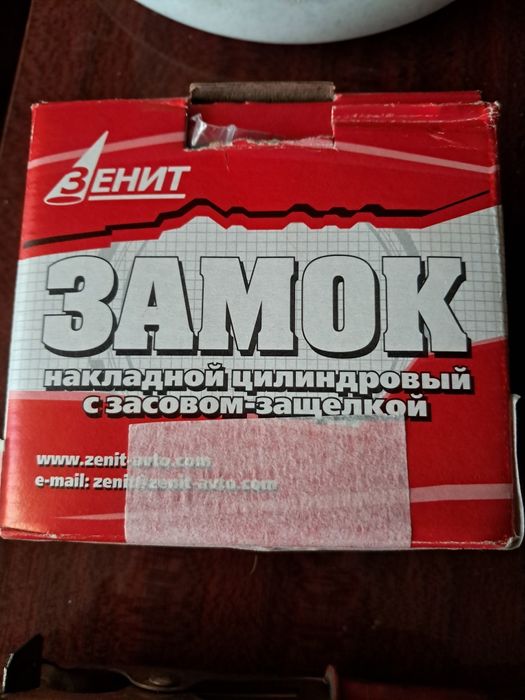 ЗЕНИТ
ЗАМОК
накладной цилиндровый
с засовом-защелкой
www.zenit-avto.com
e-mail: zenit@zenit-avto.com